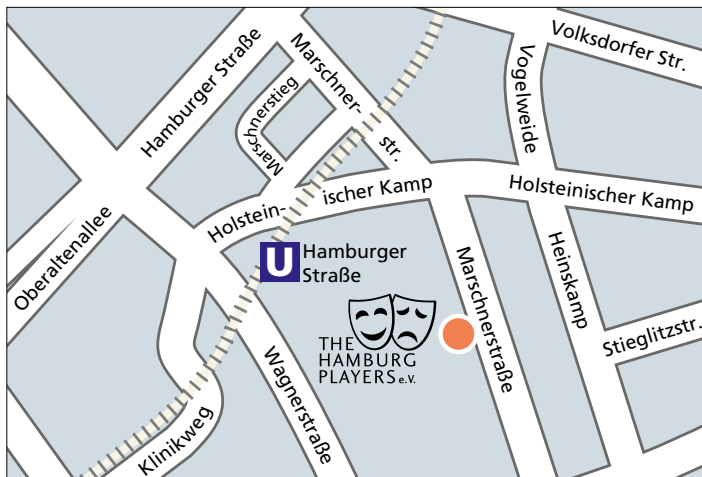 Volksdorfer Str.
Hamburger Straße
Marschner-
str.
Vogelweide
Marschnerstieg
Holstein-
ischer Kamp
Holsteinischer Kamp
Oberaltenallee
U
Hamburger
Straße
Marschnerstraße
Heinskamp
Stieglitzstr.
THE
HAMBURG
PLAYERS e.V.
Wagnerstraße
Klinikweg